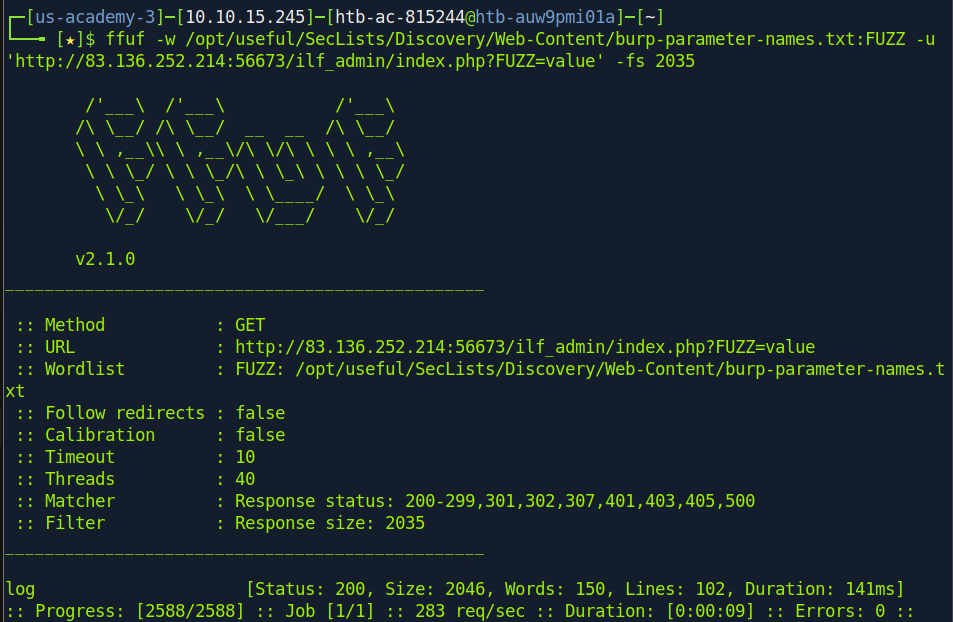 ┌─[us-academy-3]─[10.10.15.245]─[htb-ac-815244@htb-auw9pmi01a]─[~]
└──╼ [★]$ ffuf -w /opt/useful/SecLists/Discovery/Web-Content/burp-parameter-names.txt:FUZZ -u
'http://83.136.252.214:56673/ilf_admin/index.php?FUZZ=value' -fs 2035
        /'___\  /'___\           /'___\
       /\ \__/ /\ \__/  __  __  /\ \__/
       \ \ ,__\\ \ ,__\/\ \/\ \ \ \ ,__\
        \ \ \_/ \ \ \_/\ \ \_\ \ \ \ \_/
         \ \_\   \ \_\  \ \____/  \ \_\
          \/_/    \/_/   \/___/    \/_/
       v2.1.0
________________________________________________
 :: Method           : GET
 :: URL              : http://83.136.252.214:56673/ilf_admin/index.php?FUZZ=value
 :: Wordlist         : FUZZ: /opt/useful/SecLists/Discovery/Web-Content/burp-parameter-names.t
xt
 :: Follow redirects : false
 :: Calibration      : false
 :: Timeout          : 10
 :: Threads          : 40
 :: Matcher          : Response status: 200-299,301,302,307,401,403,405,500
 :: Filter           : Response size: 2035
________________________________________________
log                     [Status: 200, Size: 2046, Words: 150, Lines: 102, Duration: 141ms]
:: Progress: [2588/2588] :: Job [1/1] :: 283 req/sec :: Duration: [0:00:09] :: Errors: 0 ::